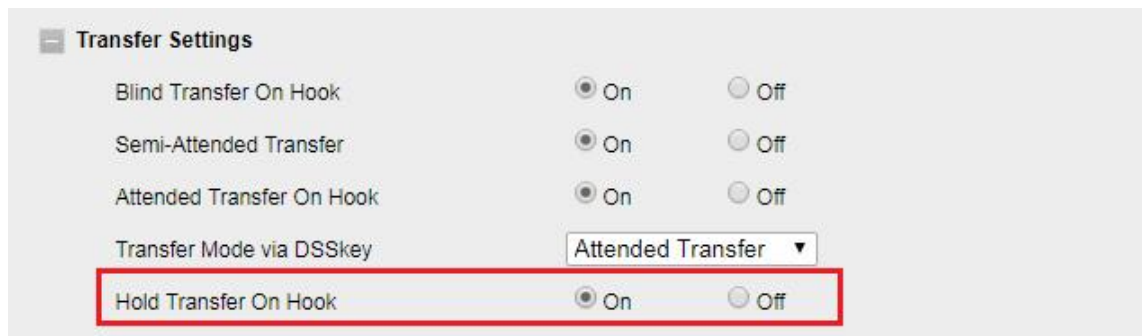 Transfer Settings
Blind Transfer On Hook On Off
Semi-Attended Transfer On Off
Attended Transfer On Hook On Off
Transfer Mode via DSSkey Attended Transfer
Hold Transfer On Hook On Off